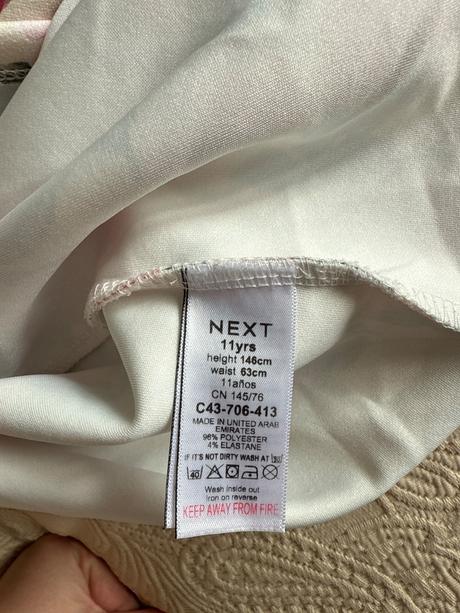 NEXT
11yrs
height 146cm
waist 63cm
11años
CN 145/76
C43-706-413
MADE IN UNITED ARAB
EMIRATES
96% POLYESTER
4% ELASTANE
IF IT'S NOT DIRTY WASH AT 30
40
Wash inside out
Iron on reverse
KEEP AWAY FROM FIRE